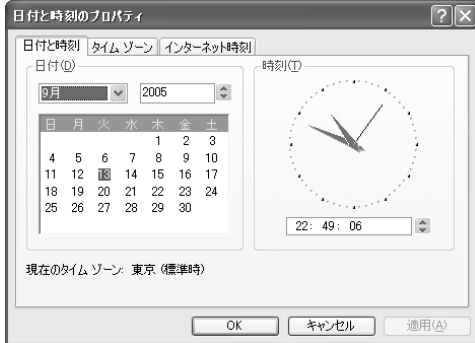 日付と時刻のプロパティ
日付と時刻 タイム ゾーン インターネット時刻
日付(D) 時刻(T)
9月 2005
日 月 火 水 木 金 土
1 2 3
4 5 6 7 8 9 10
11 12 13 14 15 16 17
18 19 20 21 22 23 24
25 26 27 28 29 30
22: 49: 06
現在のタイム ゾーン: 東京 (標準時)
OK キャンセル 適用(A)